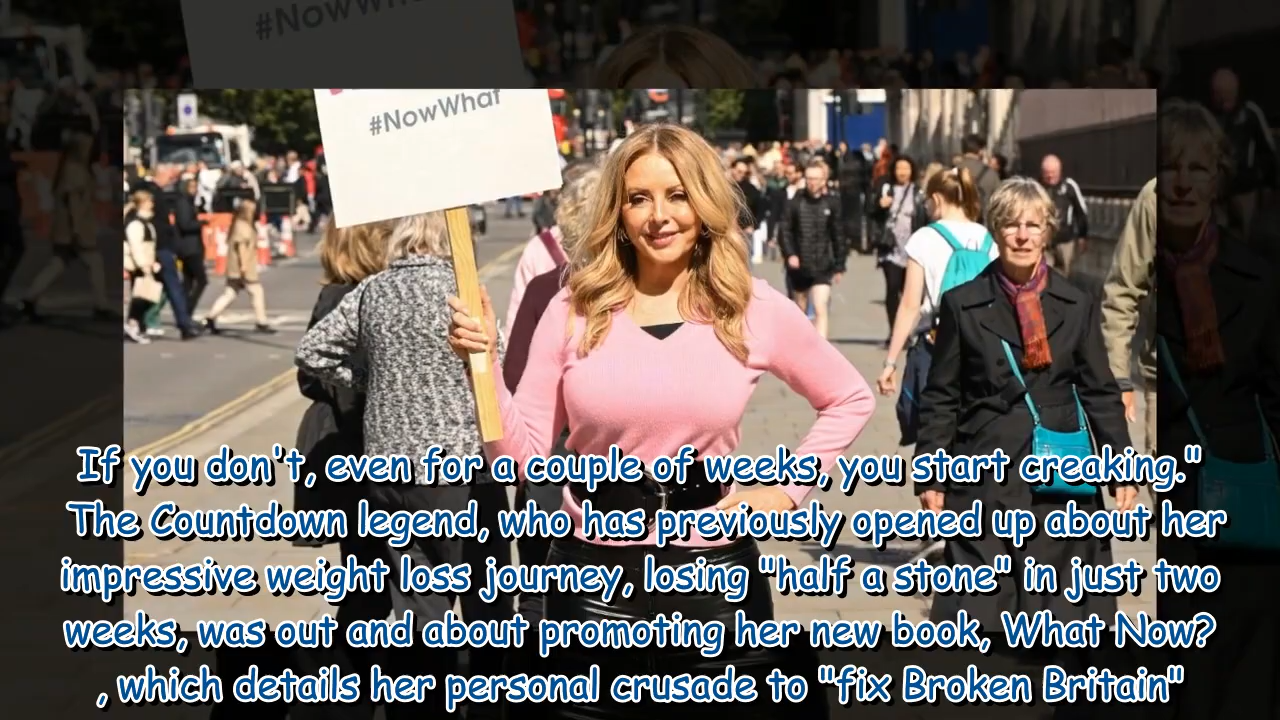 #NowWhat
#NowWhat
If you don't, even for a couple of weeks, you start creaking."
The Countdown legend, who has previously opened up about her
impressive weight loss journey, losing "half a stone" in just two
weeks, was out and about promoting her new book, What Now?
, which details her personal crusade to "fix Broken Britain"